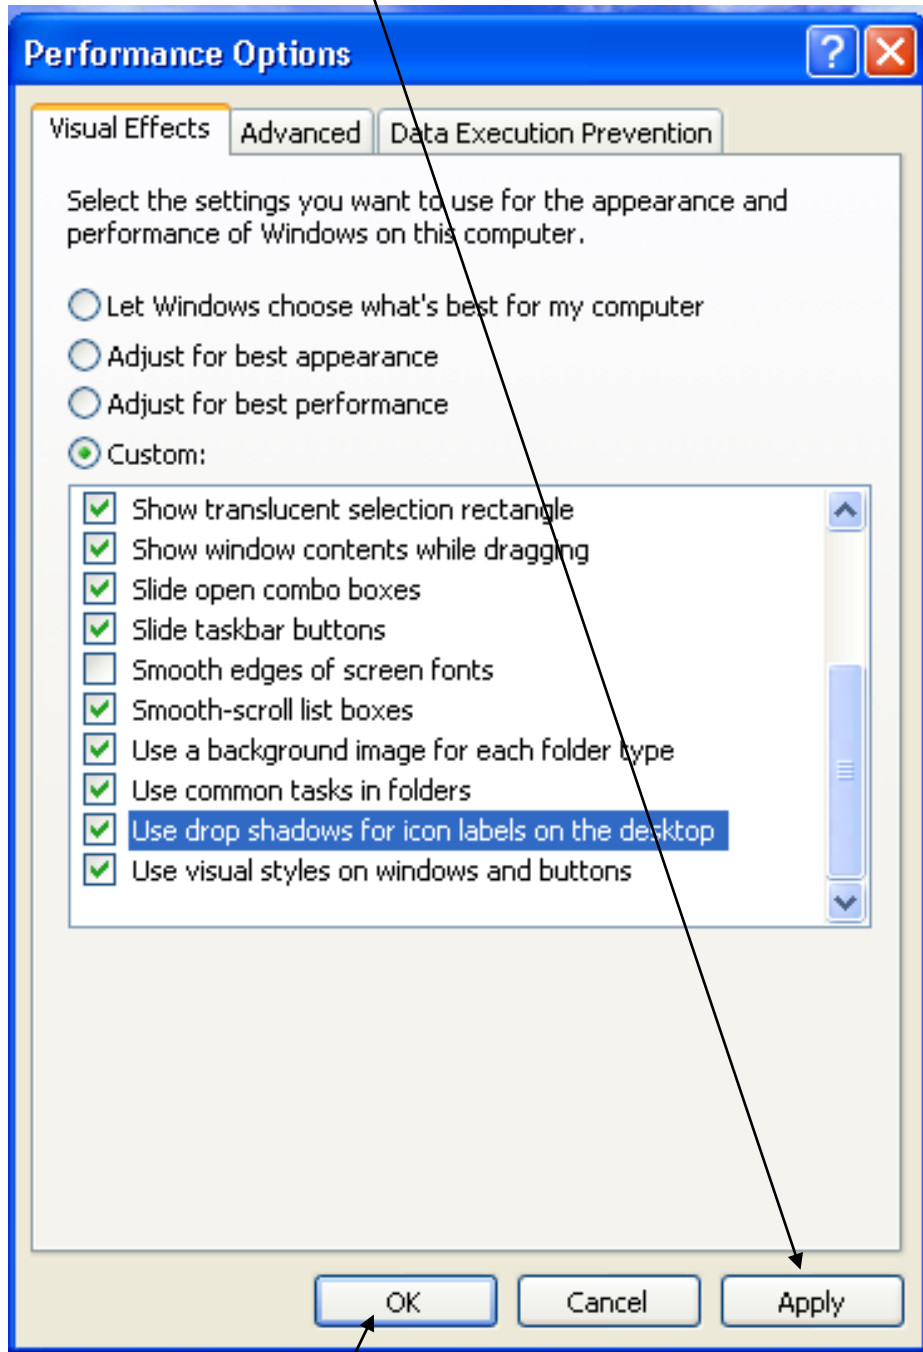 Performance Options
Visual Effects
Advanced
Data Execution Prevention
Select the settings you want to use for the appearance and
performance of Windows on this computer.
Let Windows choose what's best for my computer
Adjust for best appearance
Adjust for best performance
Custom:
Show translucent selection rectangle
Show window contents while dragging
Slide open combo boxes
Slide taskbar buttons
Smooth edges of screen fonts
Smooth-scroll list boxes
Use a background image for each folder type
Use common tasks in folders
Use drop shadows for icon labels on the desktop
Use visual styles on windows and buttons
OK
Cancel
Apply